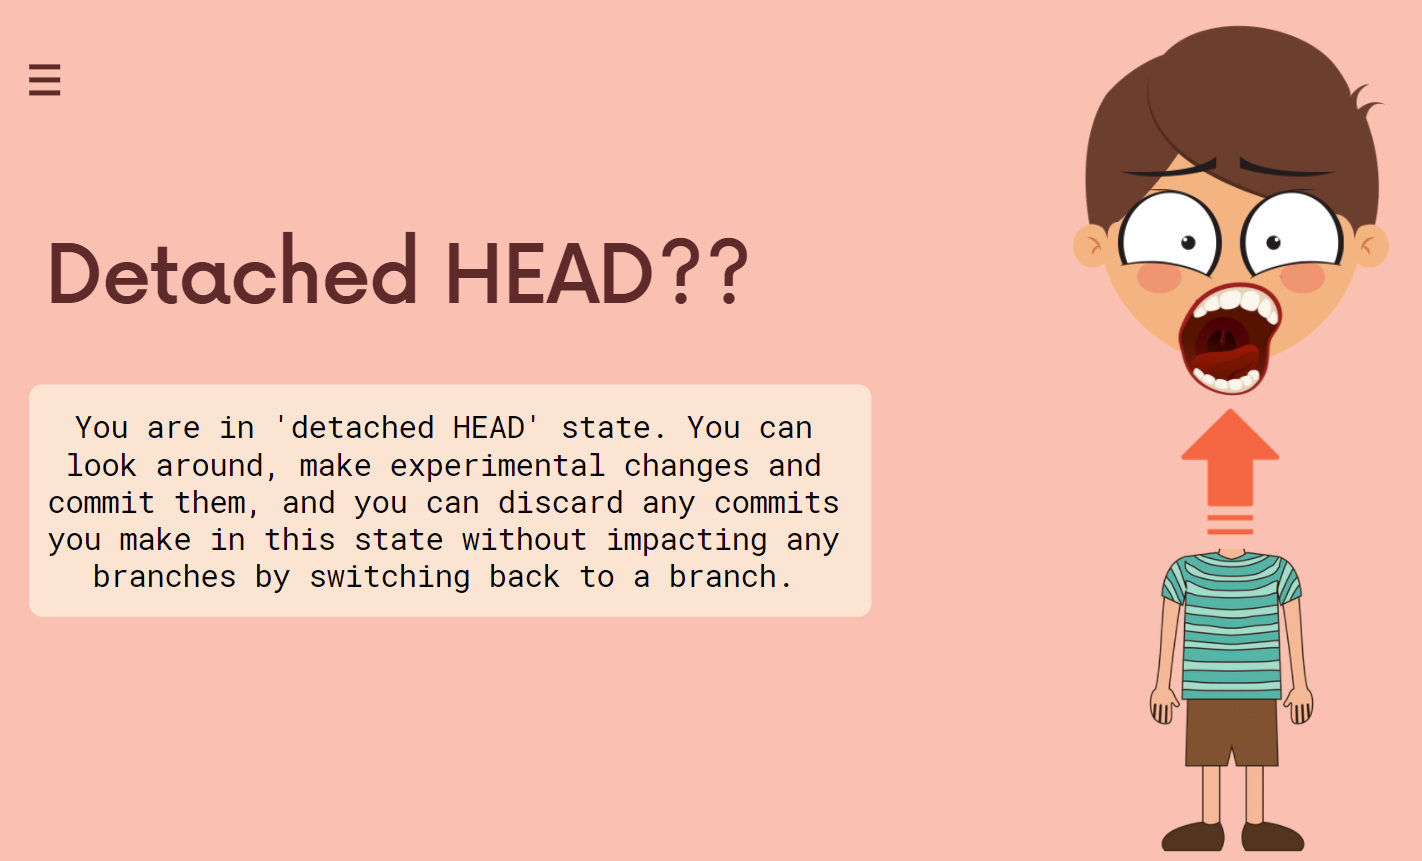 Detached HEAD??
You are in 'detached HEAD' state. You can
look around, make experimental changes and
commit them, and you can discard any commits
you make in this state without impacting any
branches by switching back to a branch.